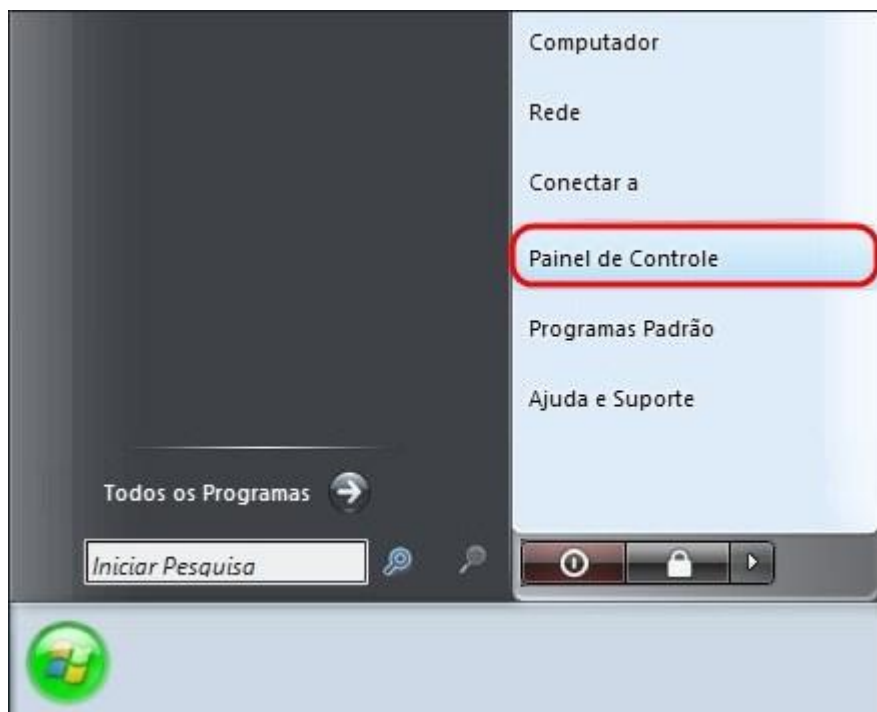 Computador
Rede
Conectar a
Painel de Controle
Programas Padrão
Ajuda e Suporte
Todos os Programas
Iniciar Pesquisa